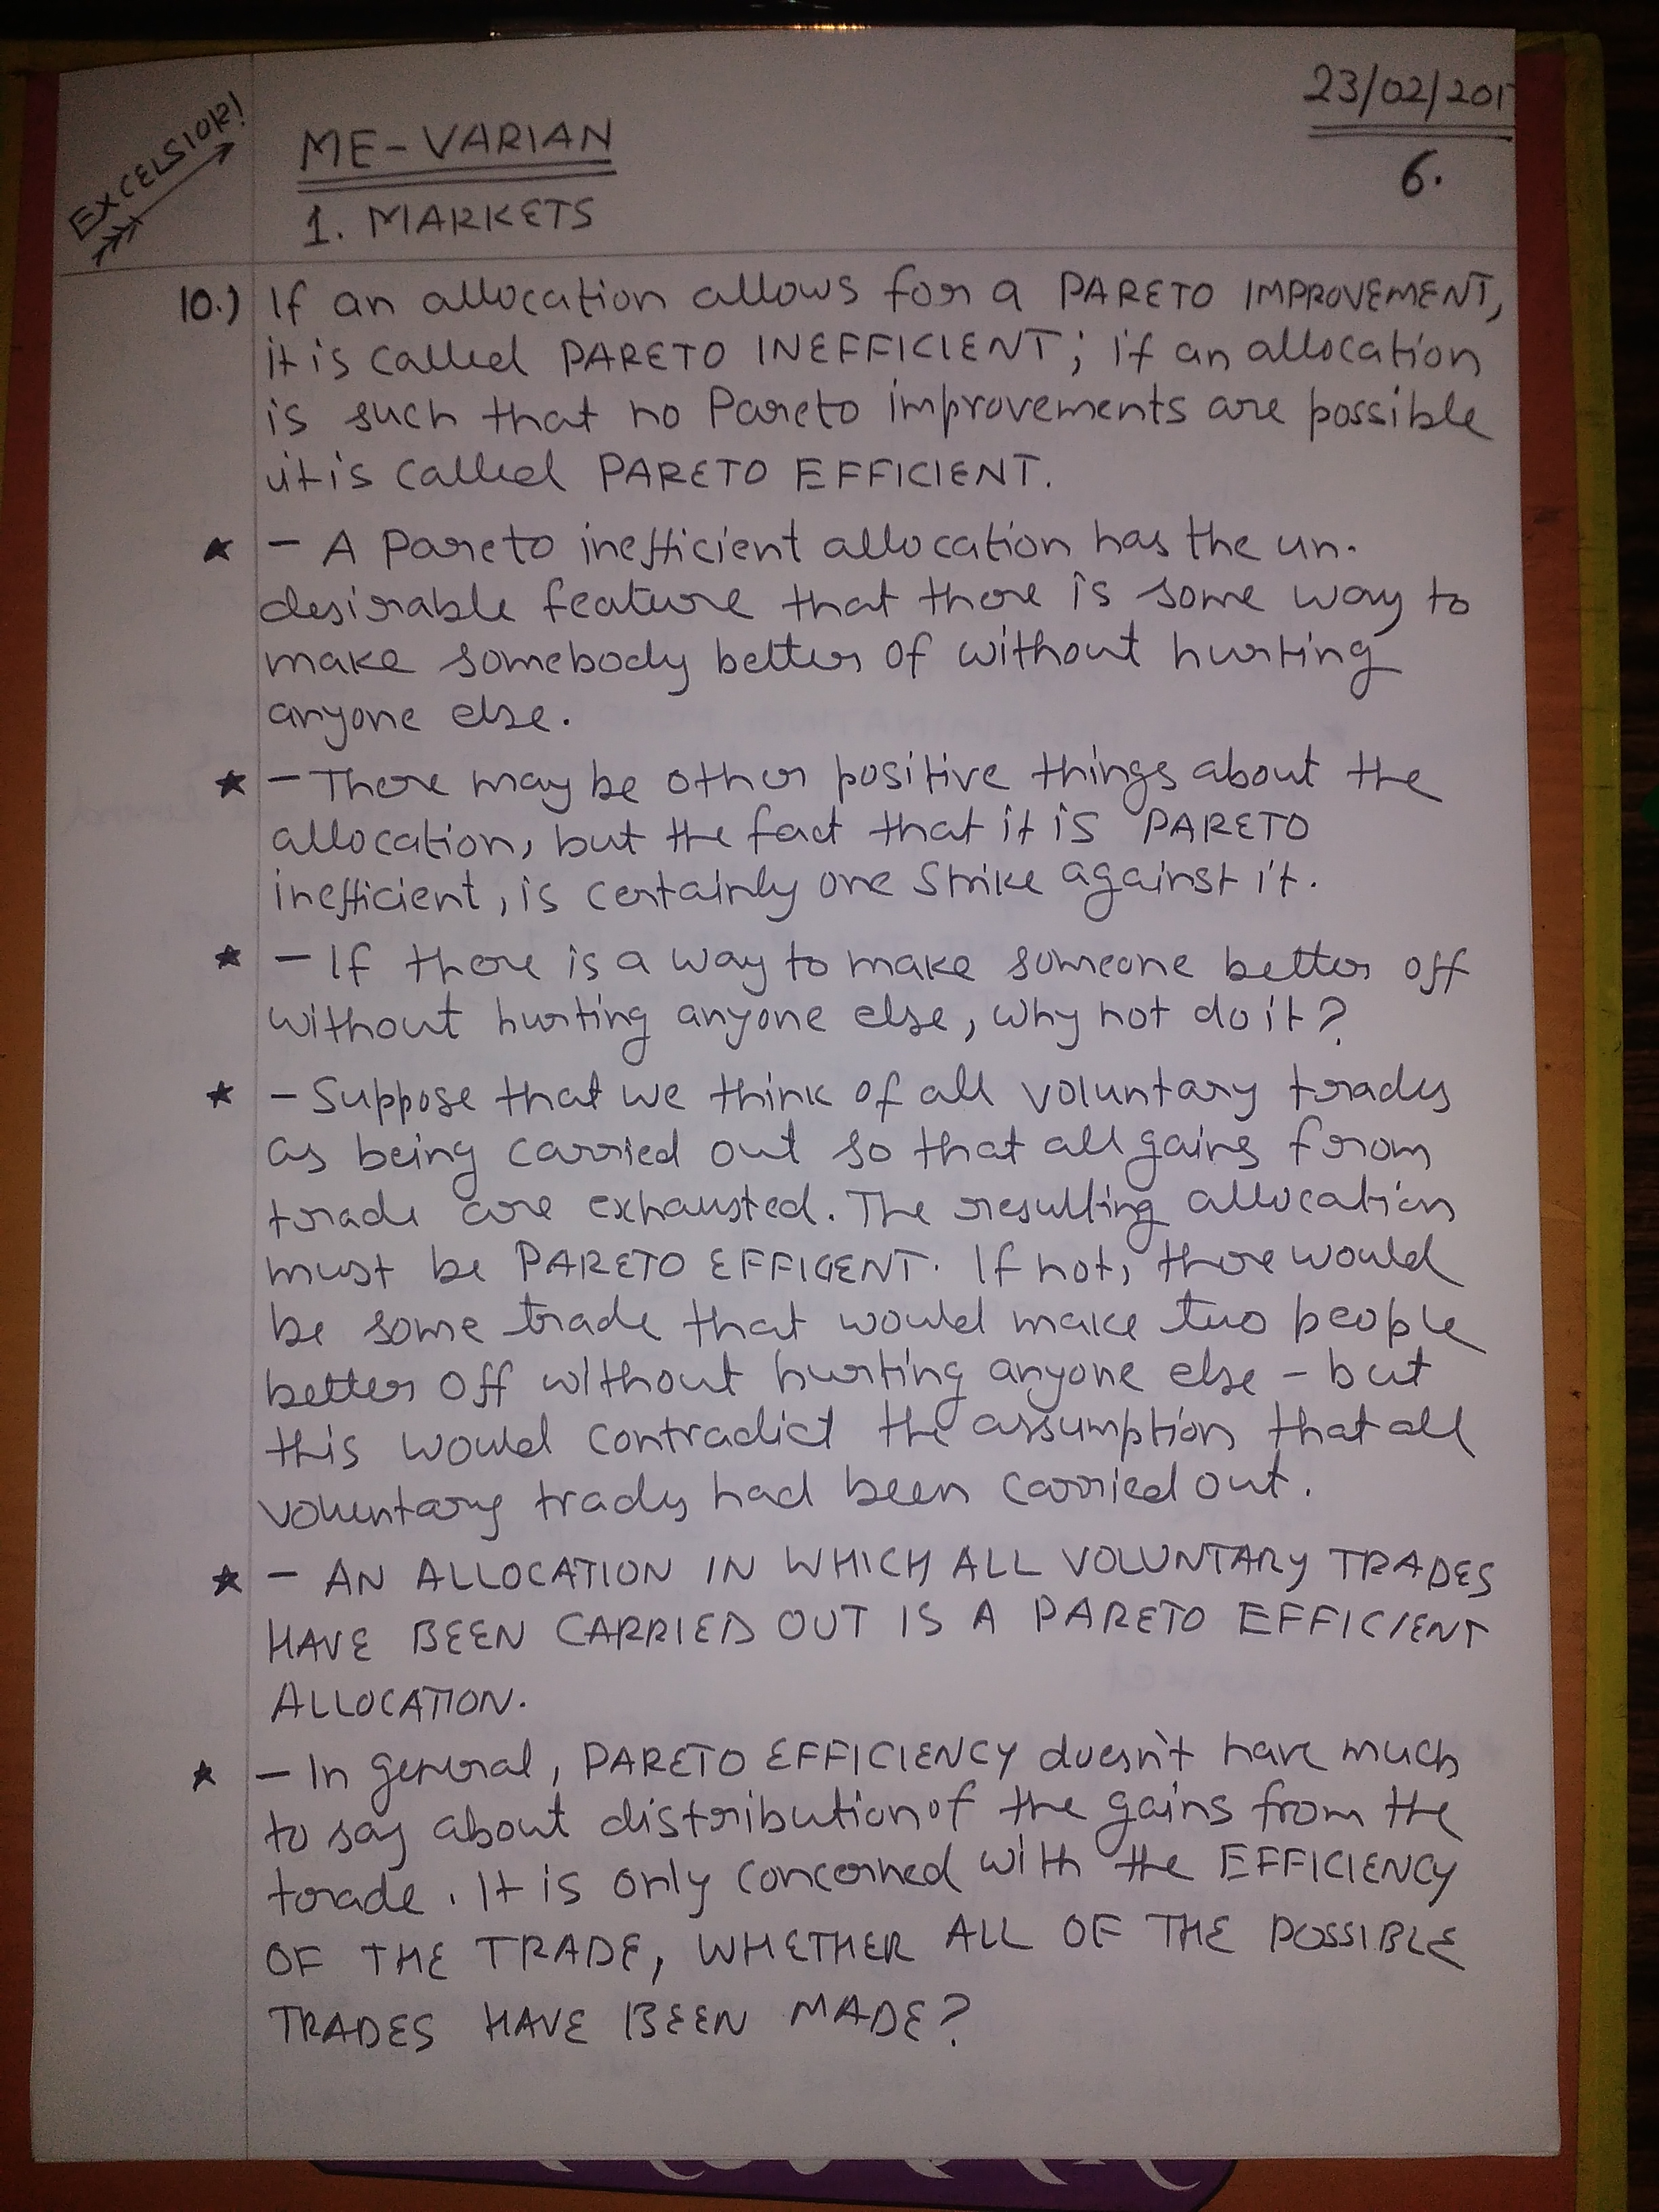 EXCELSIOR!
ME-VARIAN
1. MARKETS
23/02/201
6.
10.) If an allocation allows for a PARETO IMPROVEMENT,
it is called PARETO INEFFICIENT; if an allocation
is such that no Pareto improvements are possible
it is called PARETO EFFICIENT.
★ - A Pareto inefficient allocation has the un-
desirable feature that there is some way to
make somebody better of without hurting
anyone else.
★ - There may be other positive things about the
allocation, but the fact that it is PARETO
inefficient, is certainly one strike against it.
★ - If there is a way to make someone better off
without hurting anyone else, why not do it?
★ - Suppose that we think of all voluntary trades
as being carried out so that all gains from
trade are exhausted. The resulting allocation
must be PARETO EFFICENT. If not, there would
be some trade that would make two people
better off without hurting anyone else - but
this would contradict the assumption that all
voluntary trades had been carried out.
★ - AN ALLOCATION IN WHICH ALL VOLUNTARY TRADES
HAVE BEEN CARRIED OUT IS A PARETO EFFICIENT
ALLOCATION.
★ - In general, PARETO EFFICIENCY doesn't have much
to say about distribution of the gains from the
trade. It is only concerned with the EFFICIENCY
OF THE TRADE, WHETHER ALL OF THE POSSIBLE
TRADES HAVE BEEN MADE?